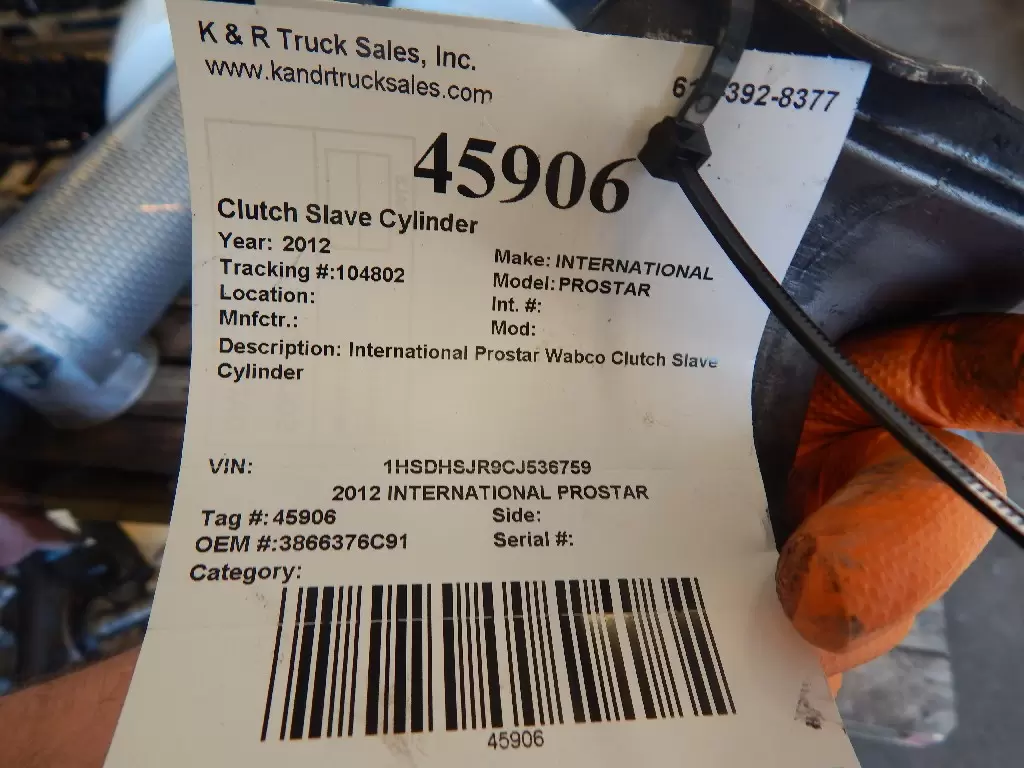 K & R Truck Sales, Inc.
www.kandrtrucksales.com
392-8377
45906
Clutch Slave Cylinder
Year: 2012
Make: INTERNATIONAL
Tracking #:104802
Model: PROSTAR
Location:
Int. #:
Mnfctr.:
Mod:
Description: International Prostar Wabco Clutch Slave
Cylinder
VIN: 1HSDHSJR9CJ536759
2012 INTERNATIONAL PROSTAR
Tag #: 45906
Side:
OEM #:3866376C91
Serial #:
Category:
45906